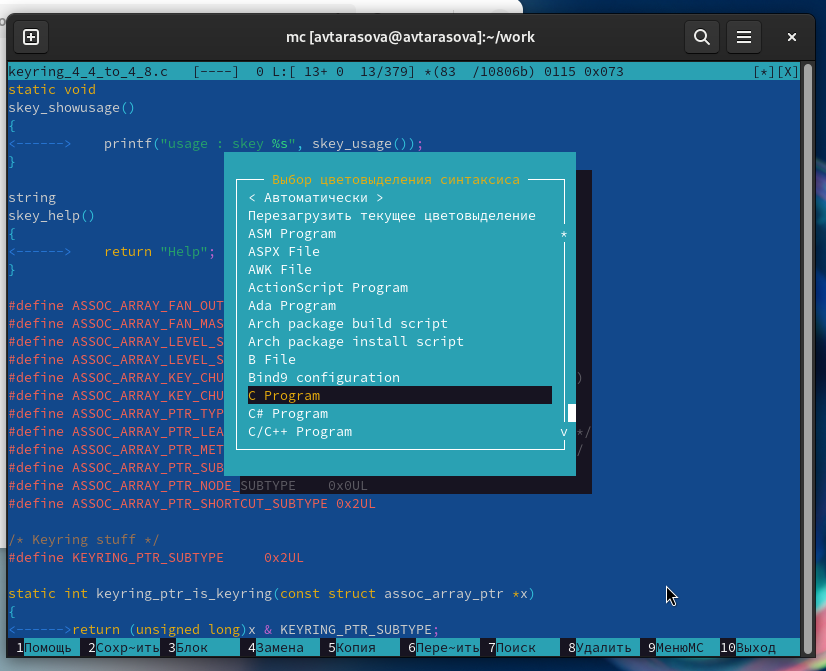 mc [avtarasova@avtarasova]:~/work
keyring_4_4_to_4_8.c [----] 0 L:[ 13+ 0 13/379] *(83 /10806b) 0115 0x073 [*][X]
static void
skey_showusage()
{
<------> printf("usage : skey %s", skey_usage());
}
string
skey_help()
{
<------> return "Help";
}
#define ASSOC_ARRAY_FAN_OUT
#define ASSOC_ARRAY_FAN_MAS
#define ASSOC_ARRAY_LEVEL_S
#define ASSOC_ARRAY_LEVEL_S
#define ASSOC_ARRAY_KEY_CHU )
#define ASSOC_ARRAY_KEY_CHU
#define ASSOC_ARRAY_PTR_TYP
#define ASSOC_ARRAY_PTR_LEA */
#define ASSOC_ARRAY_PTR_MET /
#define ASSOC_ARRAY_PTR_SUB
#define ASSOC_ARRAY_PTR_NODE_SUBTYPE 0x0UL
#define ASSOC_ARRAY_PTR_SHORTCUT_SUBTYPE 0x2UL
/* Keyring stuff */
#define KEYRING_PTR_SUBTYPE 0x2UL
static int keyring_ptr_is_keyring(const struct assoc_array_ptr *x)
{
<------>return (unsigned long)x & KEYRING_PTR_SUBTYPE;
Выбор цветовыделения синтаксиса
< Автоматически >
Перезагрузить текущее цветовыделение
ASM Program *
ASPX File
AWK File
ActionScript Program
Ada Program
Arch package build script
Arch package install script
B File
Bind9 configuration
C Program
C# Program
C/C++ Program v
1Помощь 2Сохр~ить 3Блок 4Замена 5Копия 6Пере~ить 7Поиск 8Удалить 9МенюMC 10Выход